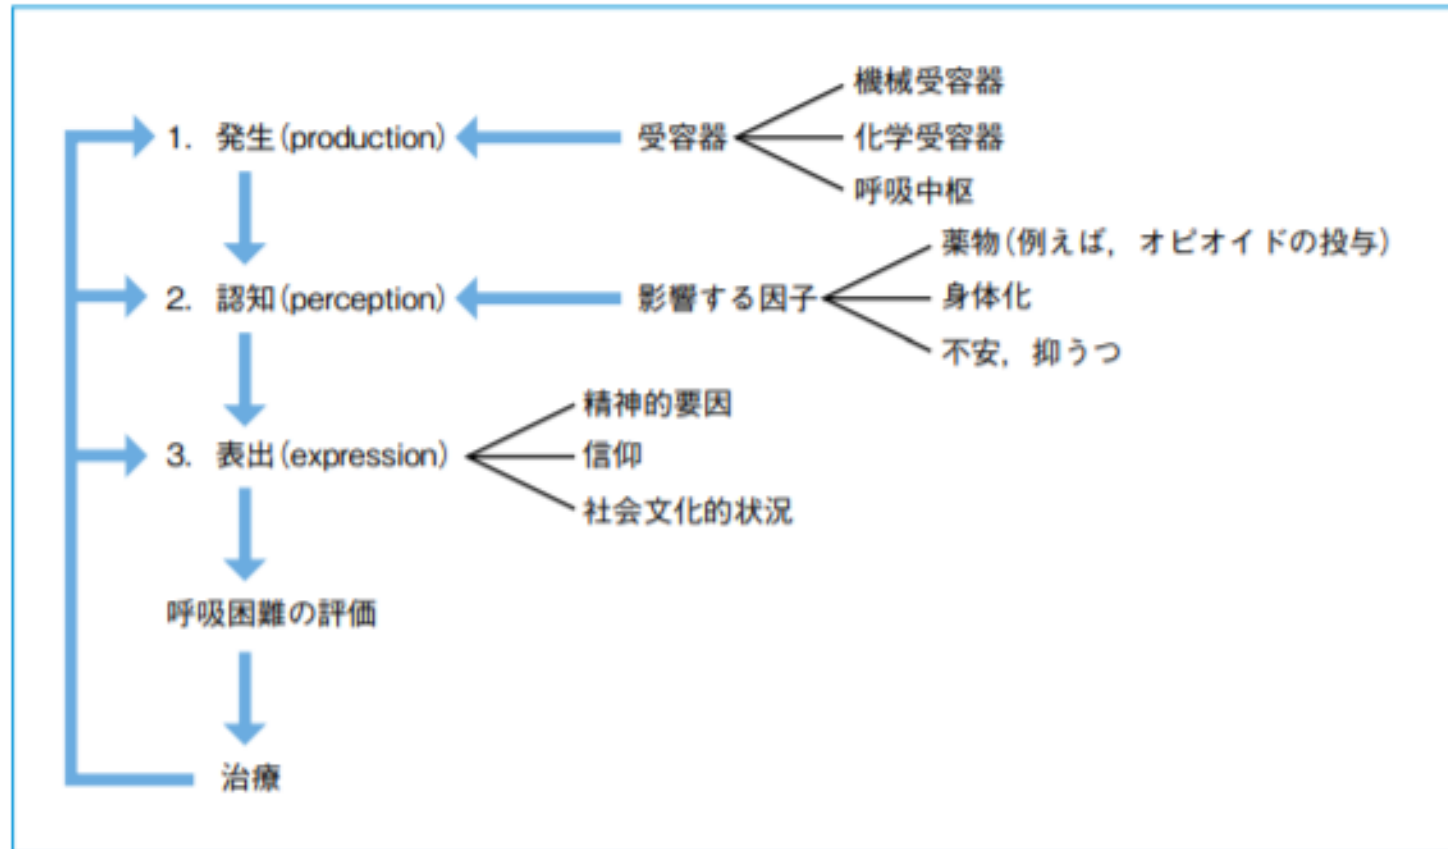 機械受容器
1. 発生(production)
受容器
化学受容器
呼吸中枢
薬物(例えば，オピオイドの投与)
2. 認知(perception)
影響する因子
身体化
不安，抑うつ
精神的要因
3. 表出(expression)
信仰
社会文化的状況
呼吸困難の評価
治療